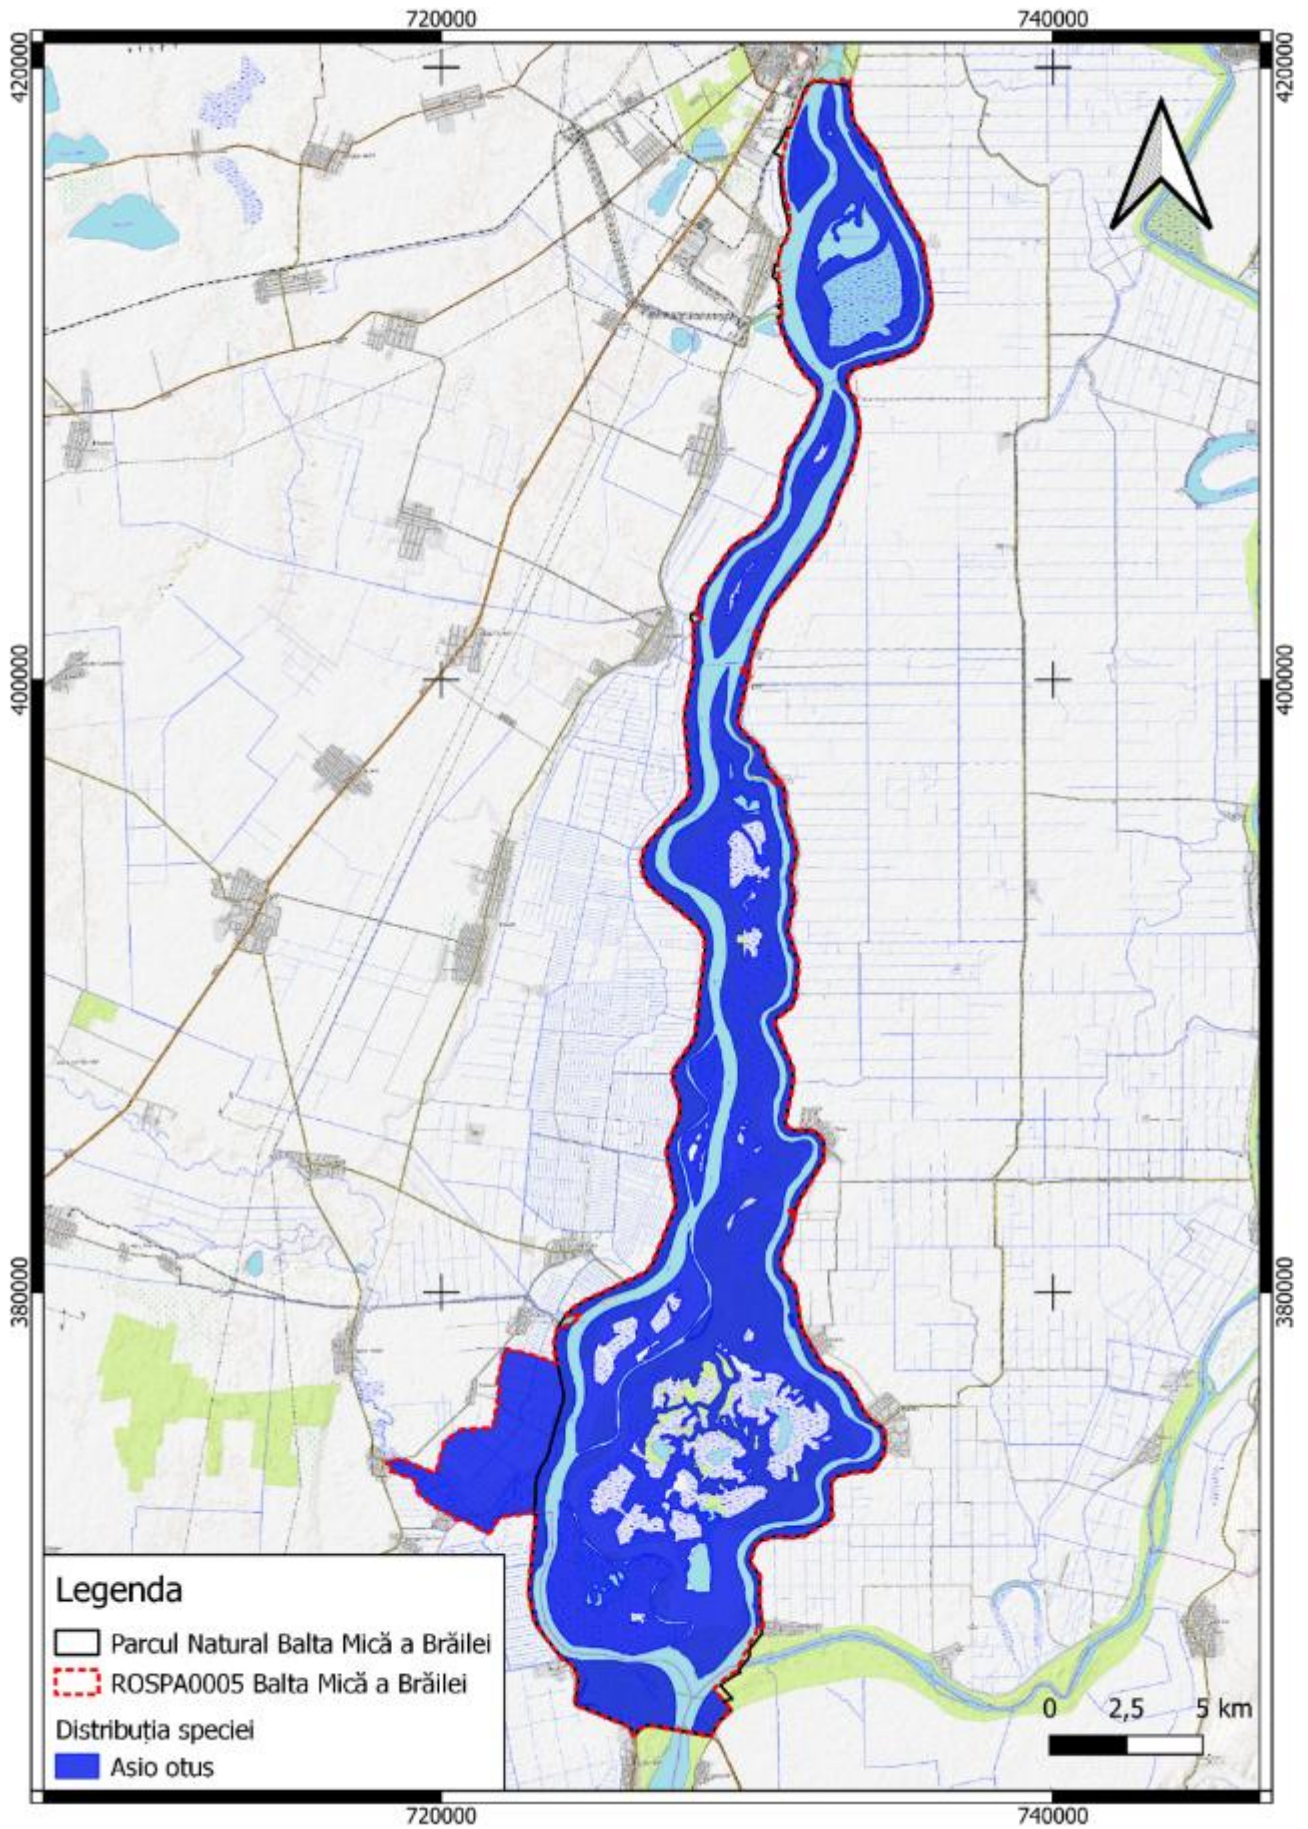 720000
740000
420000
420000
400000
400000
380000
380000
Legenda
Parcul Natural Balta Mică a Brăilei
ROSPA0005 Balta Mică a Brăilei
Distribuția speciei
Asio otus
0 2,5 5 km
720000
740000